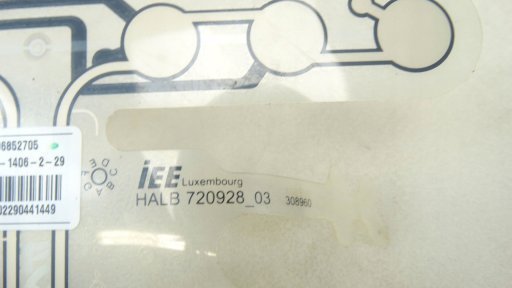 06852705
- 1406-2-29
02290441449
A B C D E
iEE Luxembourg
HALB 720928_03 308960